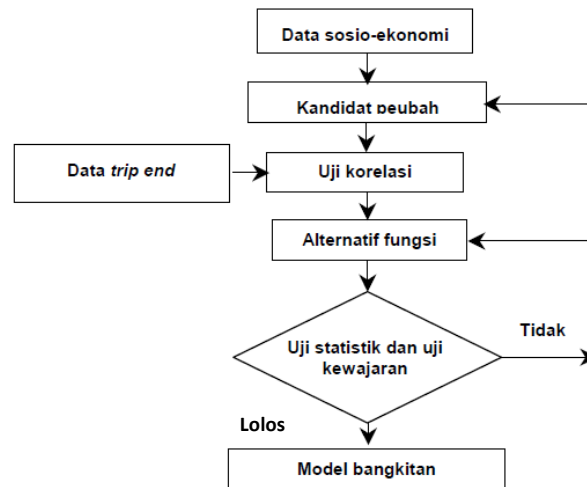 Data sosio-ekonomi
Kandidat peubah
Data trip end
Uji korelasi
Alternatif fungsi
Uji statistik dan uji
kewajaran
Tidak
Lolos
Model bangkitan